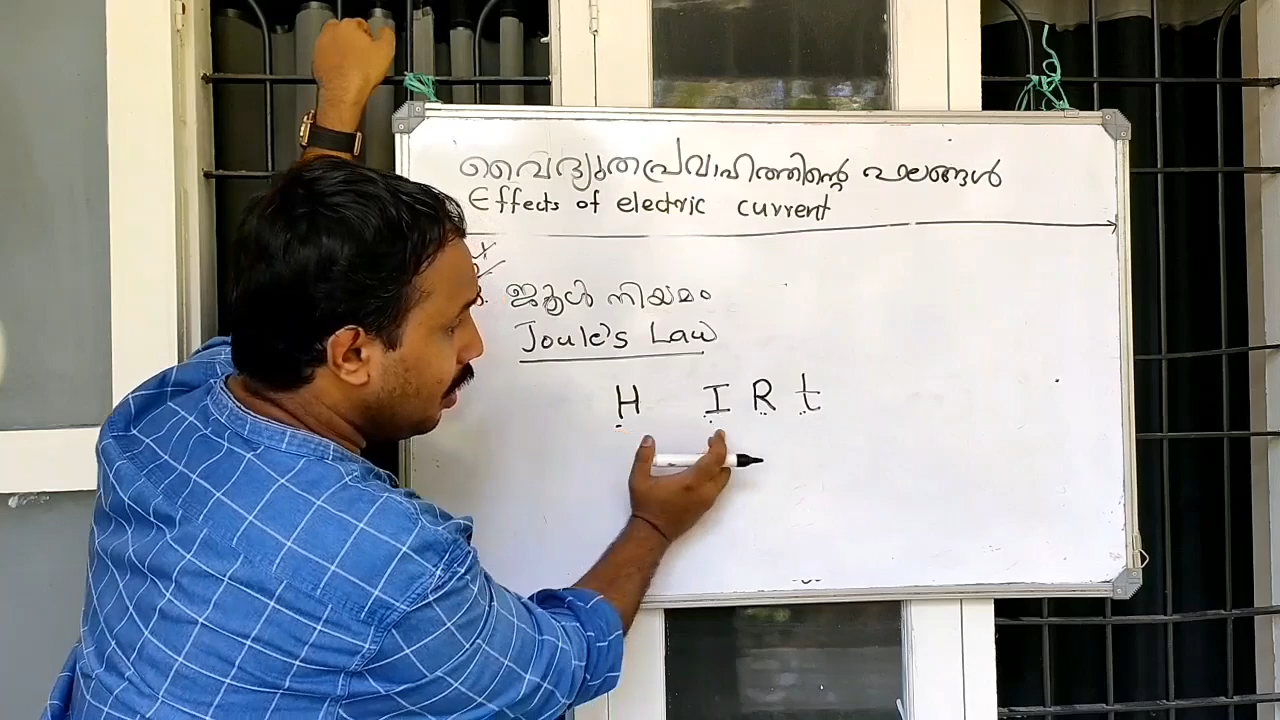 വൈദ്യുതപ്രവാഹത്തിന്റെ ഫലങ്ങൾ
Effects of electric current
ജൂൾ നിയമം
Joule's Law
H I R t